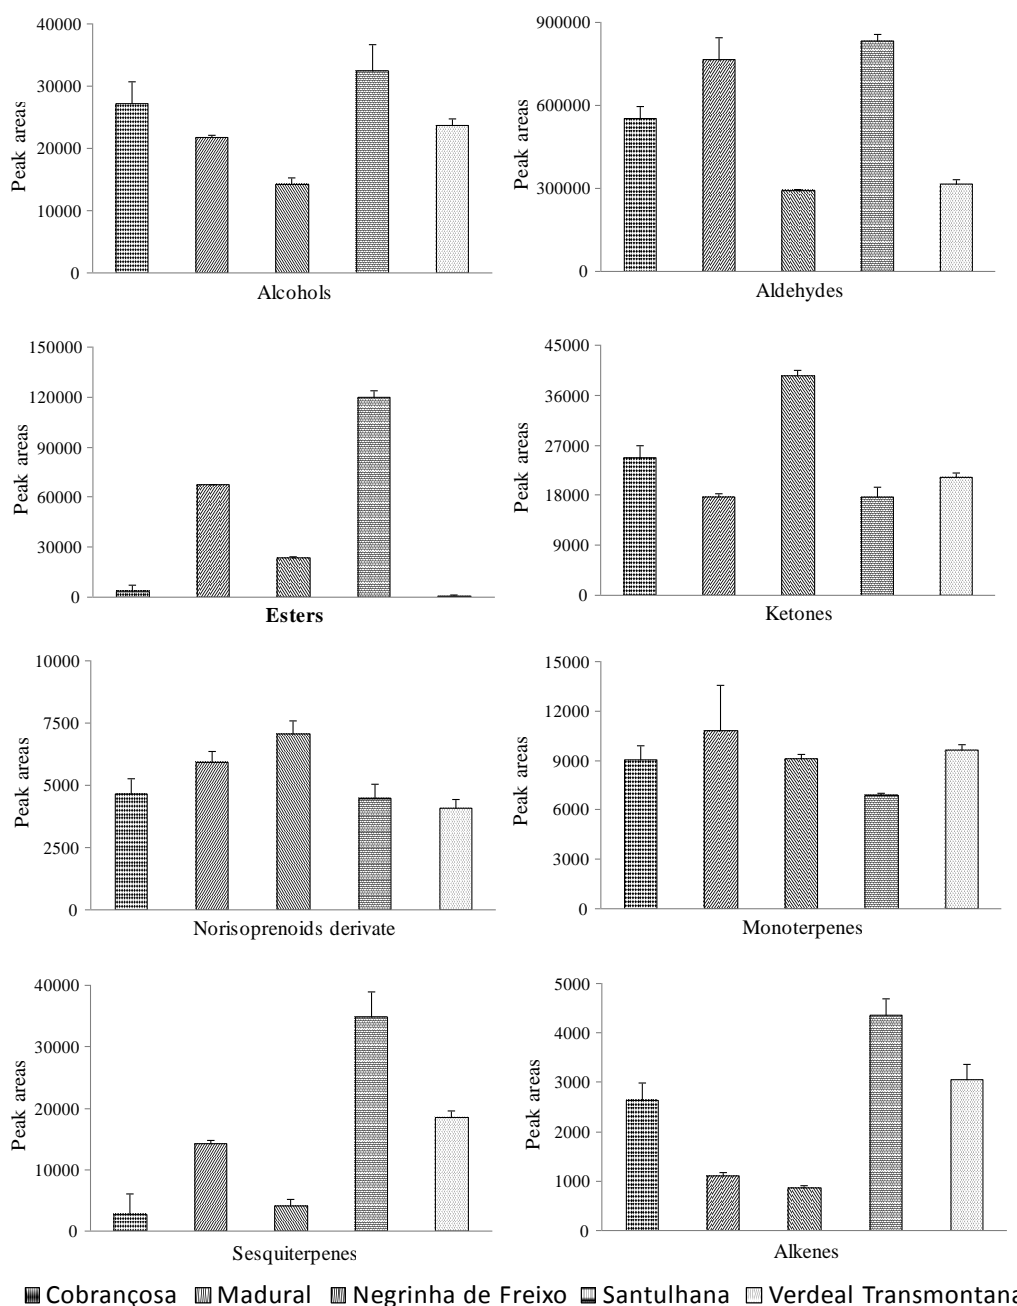 40000
30000
20000
10000
0
Peak areas
Alcohols
900000
600000
300000
0
Peak areas
Aldehydes
150000
120000
90000
60000
30000
0
Peak areas
Esters
45000
36000
27000
18000
9000
0
Peak areas
Ketones
10000
7500
5000
2500
0
Peak areas
Norisoprenoids derivate
15000
12000
9000
6000
3000
0
Peak areas
Monoterpenes
40000
30000
20000
10000
0
Peak areas
Sesquiterpenes
5000
4000
3000
2000
1000
0
Peak areas
Alkenes
Cobrançosa Madural Negrinha de Freixo Santulhana Verdeal Transmontana